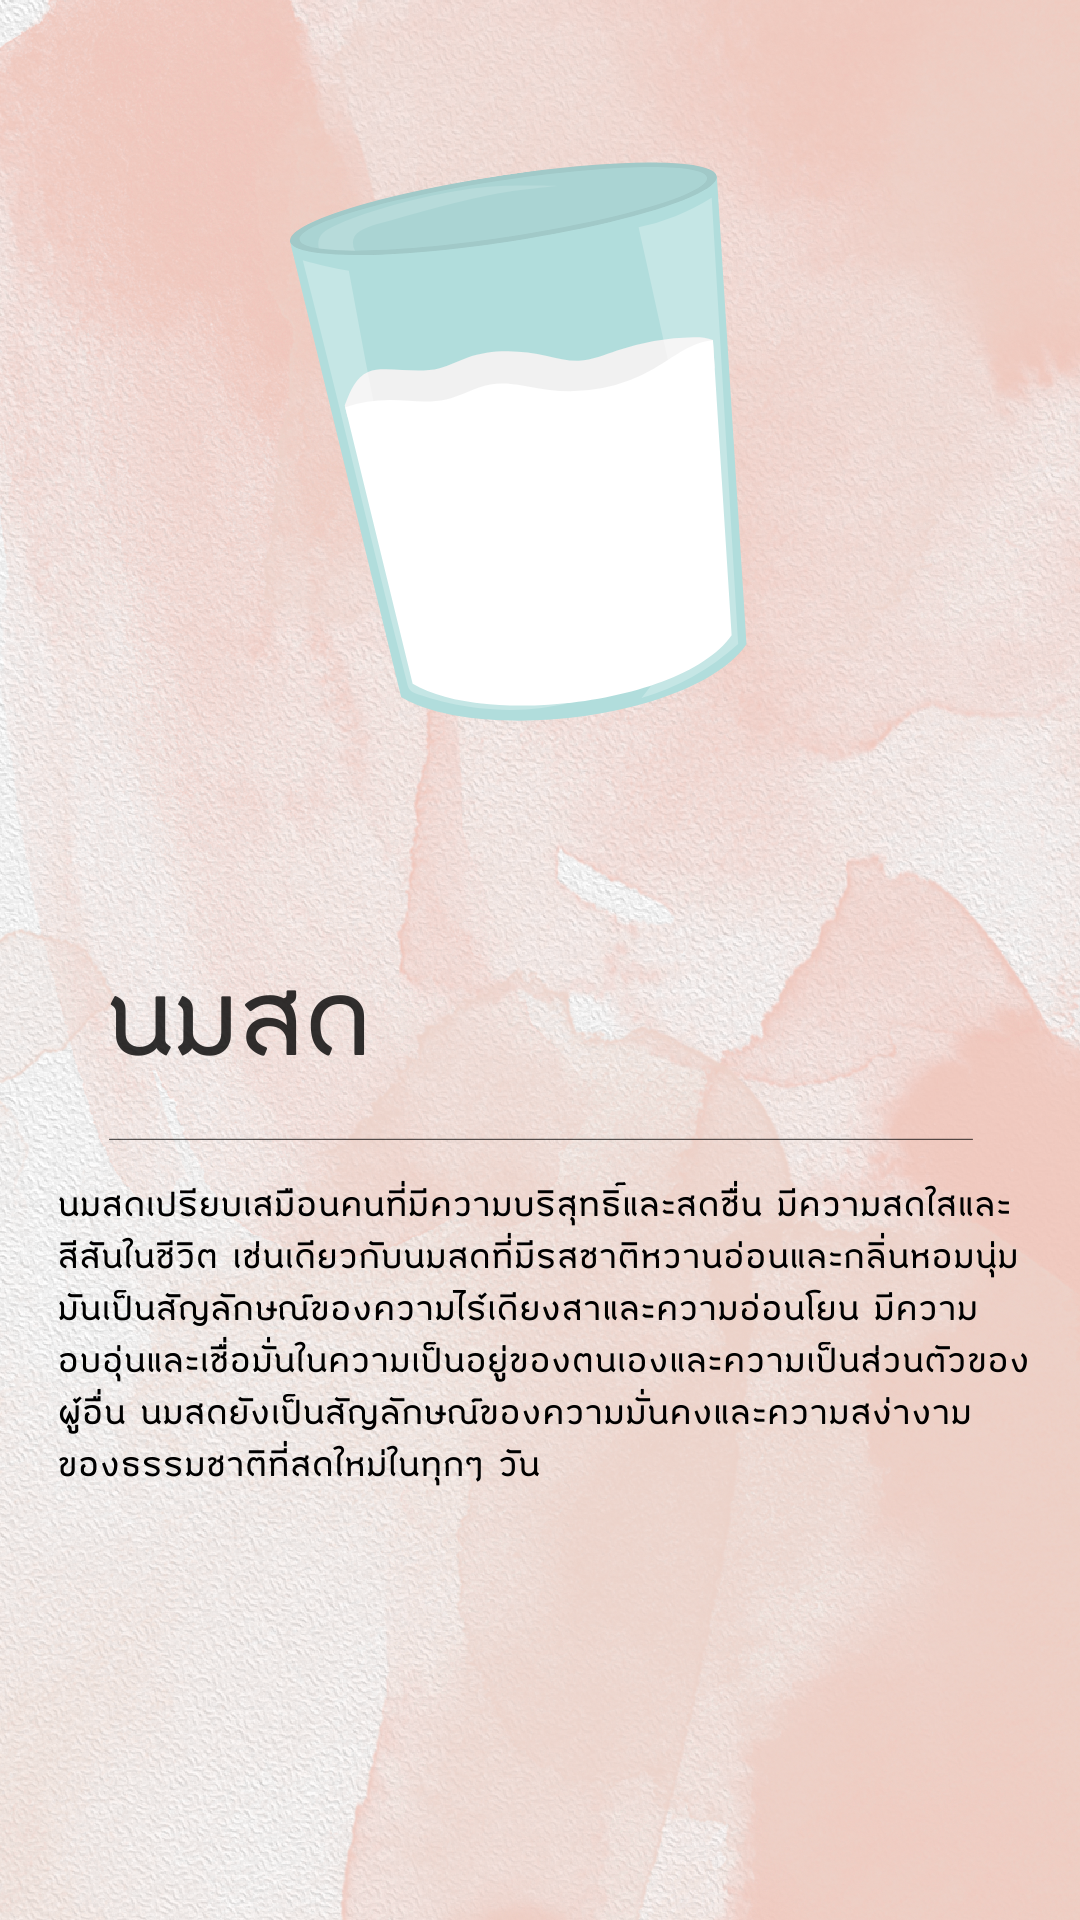 นมสด
นมสดเปรียบเสมือนคนที่มีความบริสุทธิ์และสดชื่น มีความสดใสและ
สีสันในชีวิต เช่นเดียวกับนมสดที่มีรสชาติหวานอ่อนและกลิ่นหอมนุ่ม
มันเป็นสัญลักษณ์ของความไร้เดียงสาและความอ่อนโยน มีความ
อบอุ่นและเชื่อมั่นในความเป็นอยู่ของตนเองและความเป็นส่วนตัวของ
ผู้อื่น นมสดยังเป็นสัญลักษณ์ของความมั่นคงและความสง่างาม
ของธรรมชาติที่สดใหม่ในทุกๆ วัน